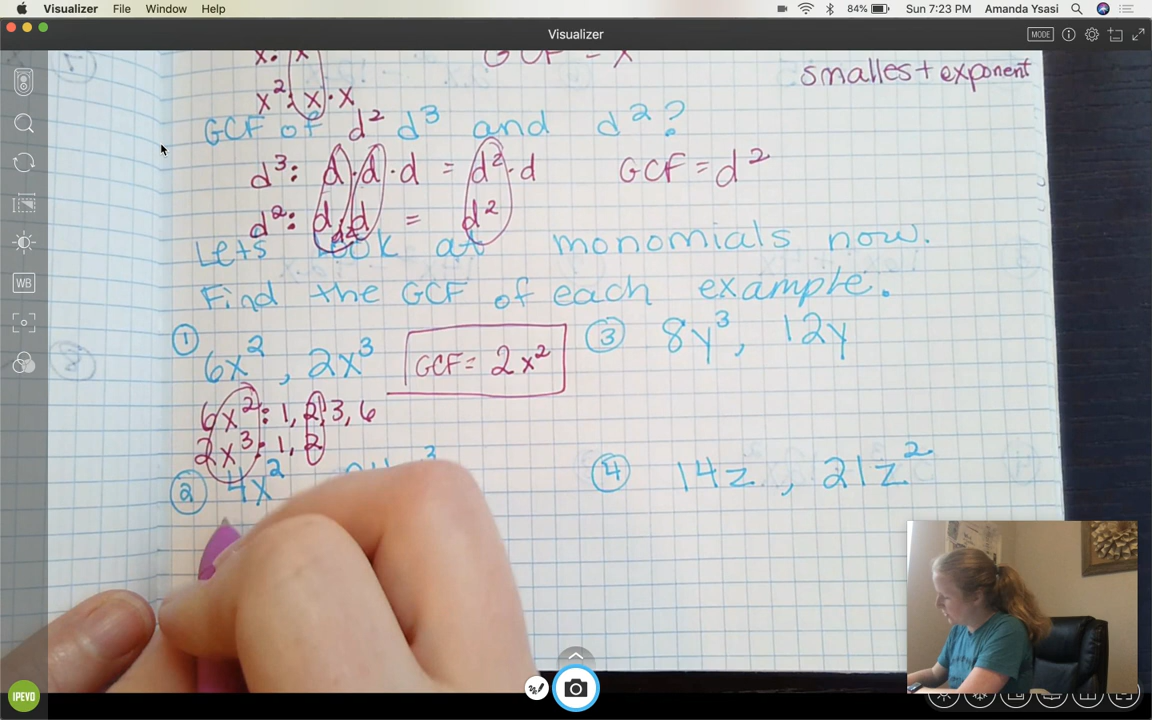 Visualizer File Window Help 84% Sun 7:23 PM Amanda Ysasi
Visualizer
MODE
WB
GCF = x
smallest exponent
x²: x · x
GCF of d² d³ and d²?
d³: d · d · d = d² · d GCF = d²
d²: d · d = d²
Lets look at monomials now.
Find the GCF of each example.
① 6x², 2x³ GCF = 2x² ③ 8y³, 12y
6x²: 1, 2, 3, 6
2x³: 1, 2
② 4x² ④ 14z, 21z²
IPEVO